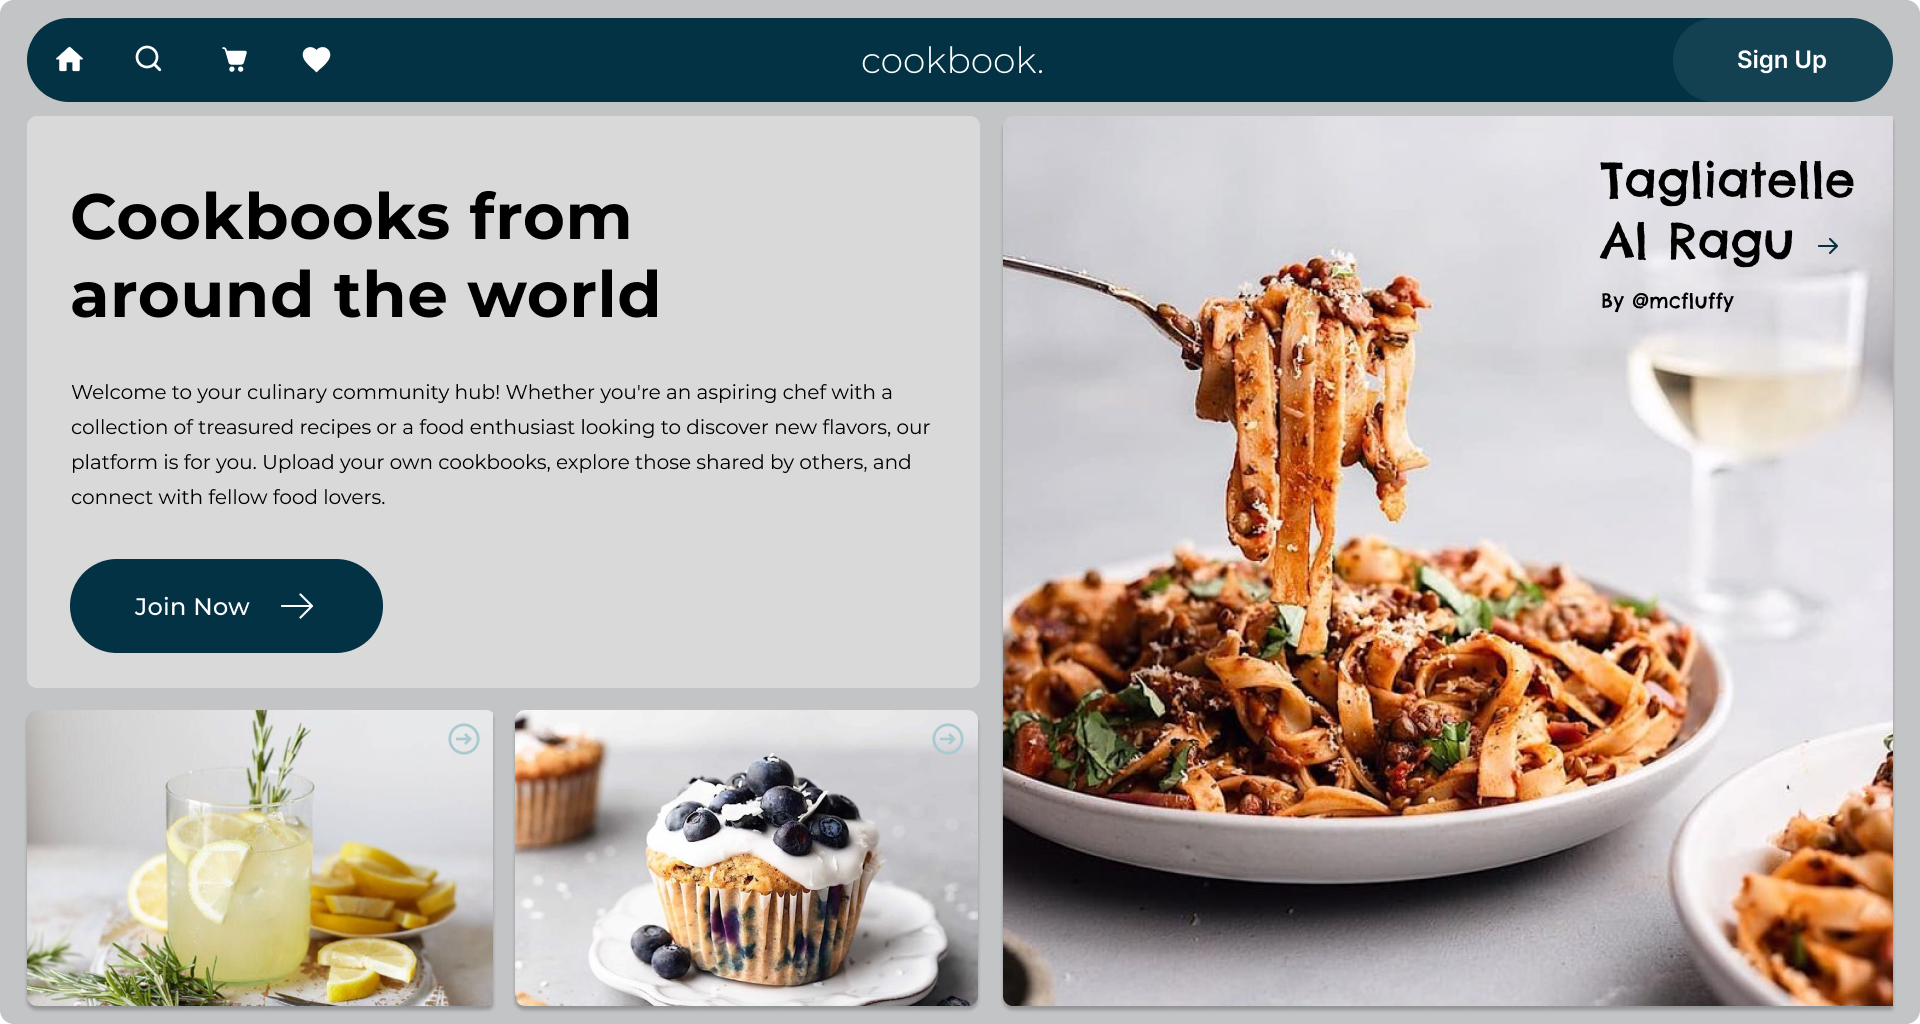 cookbook.
Sign Up
Cookbooks from
around the world
Welcome to your culinary community hub! Whether you're an aspiring chef with a
collection of treasured recipes or a food enthusiast looking to discover new flavors, our
platform is for you. Upload your own cookbooks, explore those shared by others, and
connect with fellow food lovers.
Join Now
Tagliatelle
Al Ragu
By @mcfluffy